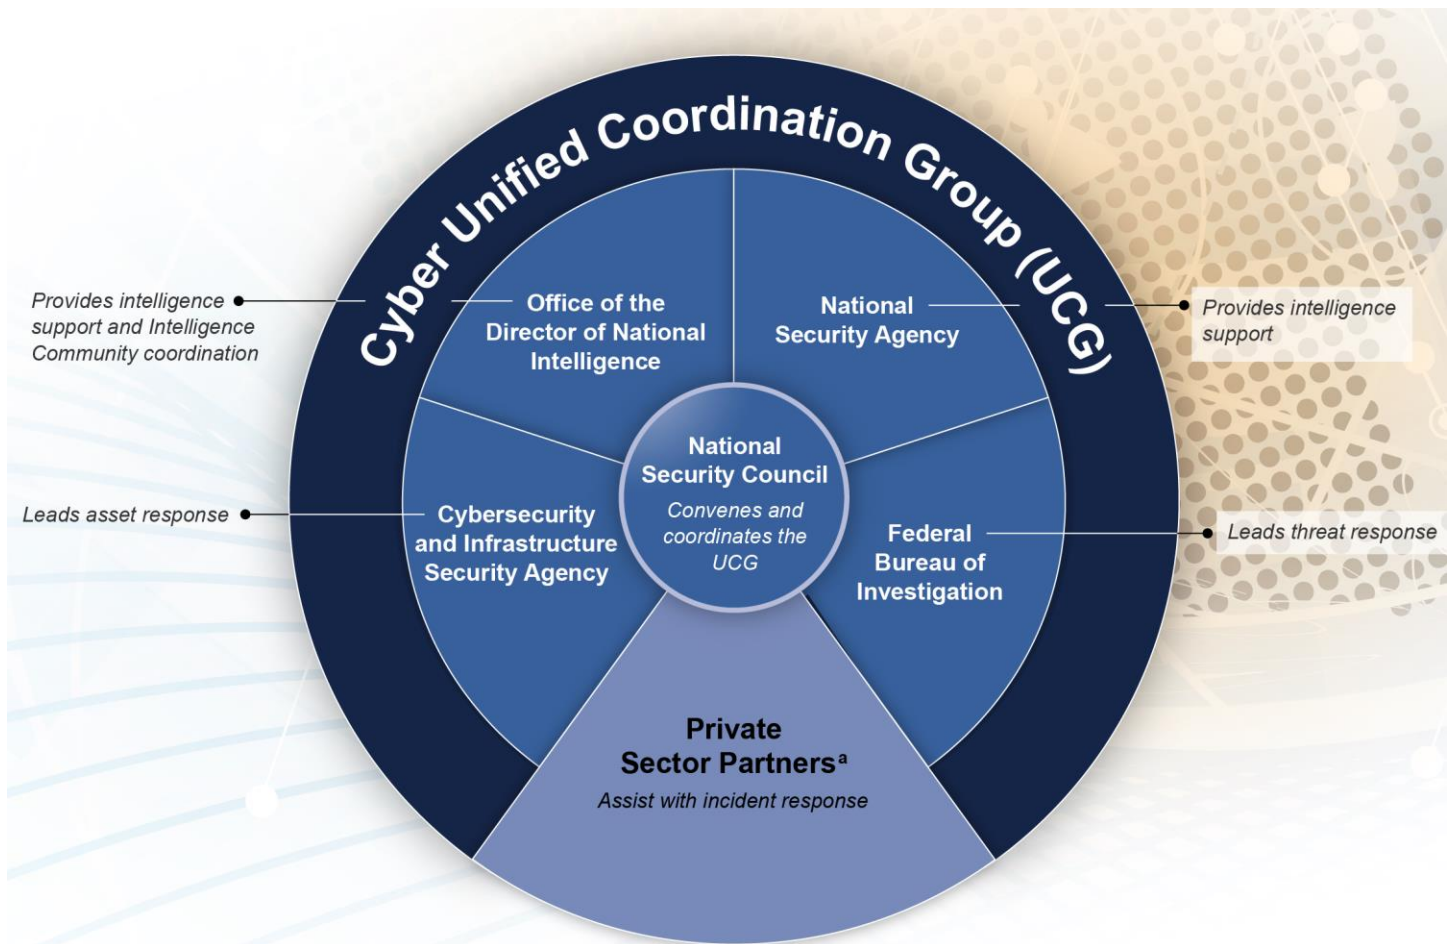 Cyber Unified Coordination Group (UCG)
Provides intelligence
support and Intelligence
Community coordination
Office of the
Director of National
Intelligence
National
Security Agency
Provides intelligence
support
Leads asset response
Cybersecurity
and Infrastructure
Security Agency
National
Security Council
Convenes and
coordinates the
UCG
Federal
Bureau of
Investigation
Leads threat response
Private
Sector Partnersª
Assist with incident response